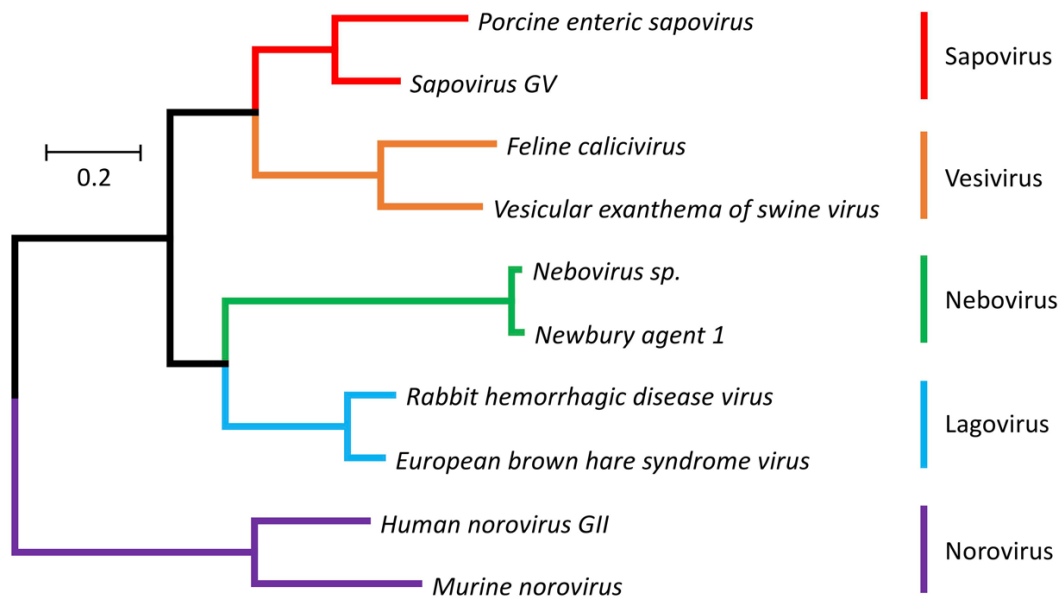 Porcine enteric sapovirus
Sapovirus GV
Sapovirus
0.2
Feline calicivirus
Vesicular exanthema of swine virus
Vesivirus
Nebovirus sp.
Newbury agent 1
Nebovirus
Rabbit hemorrhagic disease virus
European brown hare syndrome virus
Lagovirus
Human norovirus GII
Murine norovirus
Norovirus